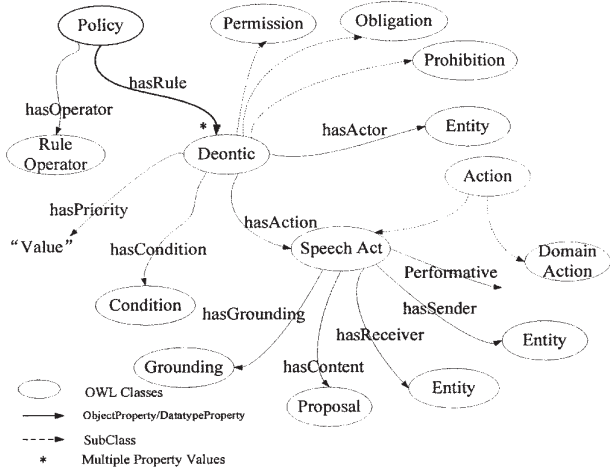 Policy
Permission
Obligation
Prohibition
hasRule
hasOperator
*
Rule
Operator
Deontic
hasActor
Entity
Action
hasPriority
"Value"
hasAction
hasCondition
Speech Act
Domain
Action
Performative
Condition
hasGrounding
hasSender
hasReceiver
Entity
Grounding
hasContent
Entity
Proposal
OWL Classes
ObjectProperty/DatatypeProperty
SubClass
* Multiple Property Values